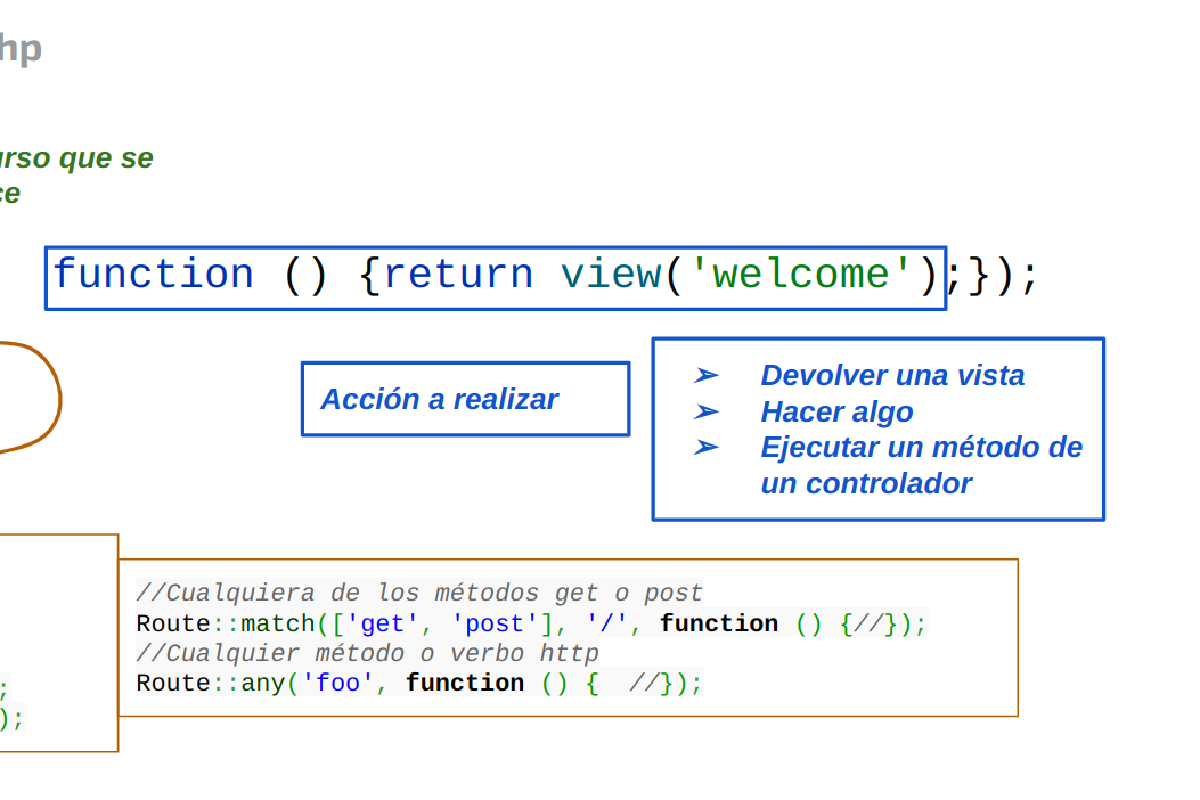 hp
urso que se
ce
function () {return view('welcome');});
Acción a realizar
➢ Devolver una vista
➢ Hacer algo
➢ Ejecutar un método de
un controlador
//Cualquiera de los métodos get o post
Route::match(['get', 'post'], '/', function () {//});
//Cualquier método o verbo http
Route::any('foo', function () {  //});
;
);